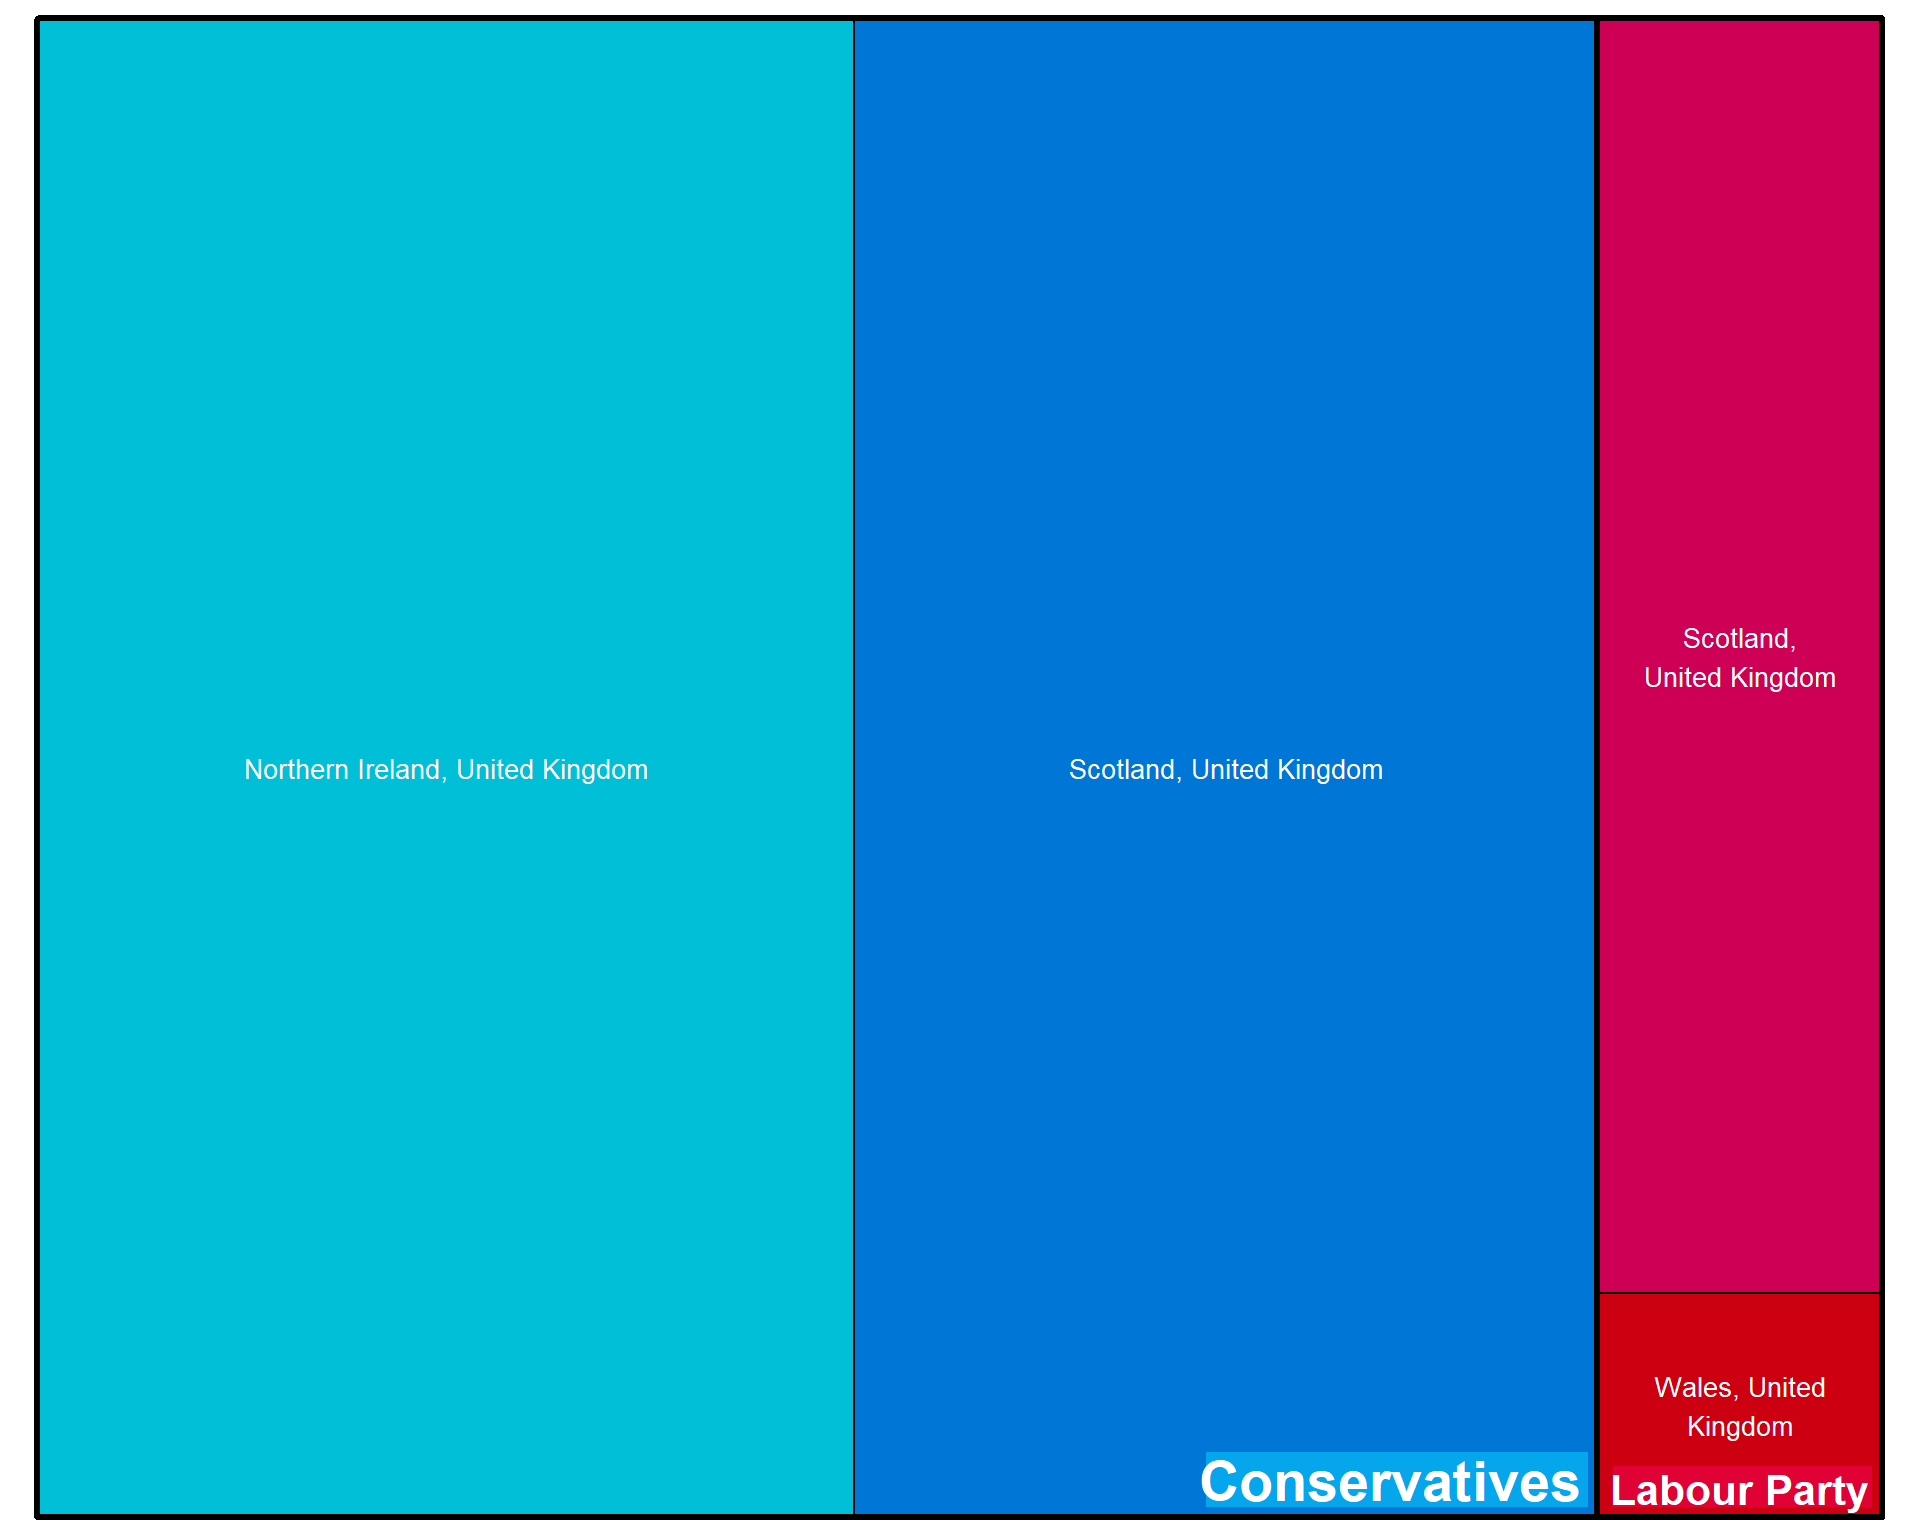 Northern Ireland, United Kingdom
Scotland, United Kingdom
Conservatives
Scotland,
United Kingdom
Wales, United
Kingdom
Labour Party